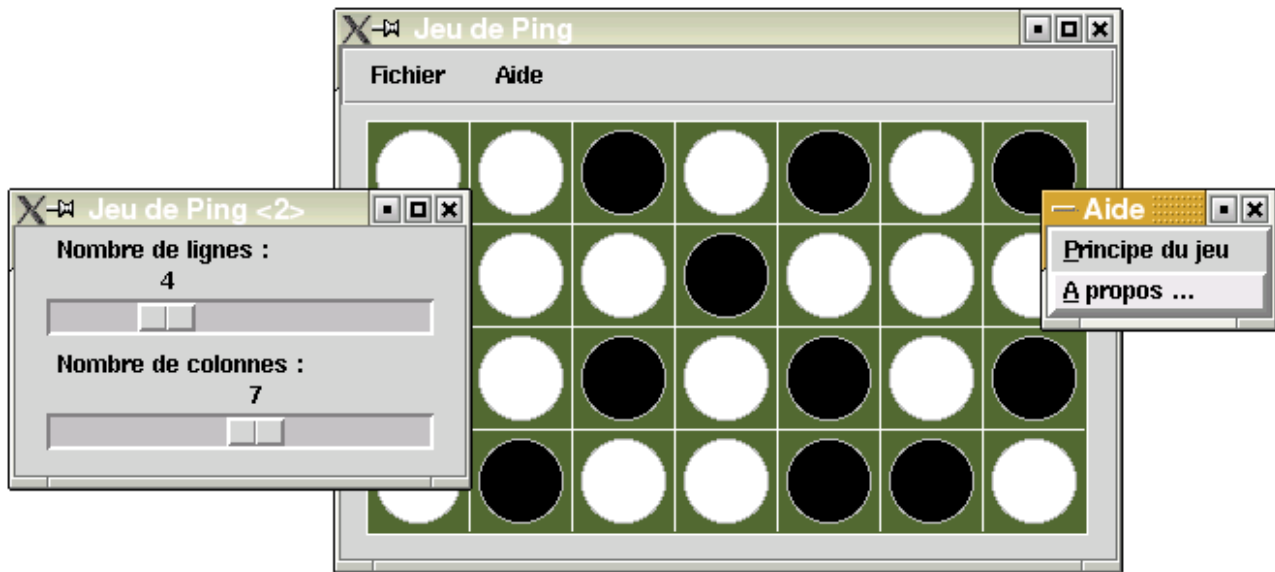 Jeu de Ping
Fichier Aide
Jeu de Ping <2>
Nombre de lignes :
4
Nombre de colonnes :
7
Aide
Principe du jeu
A propos ...